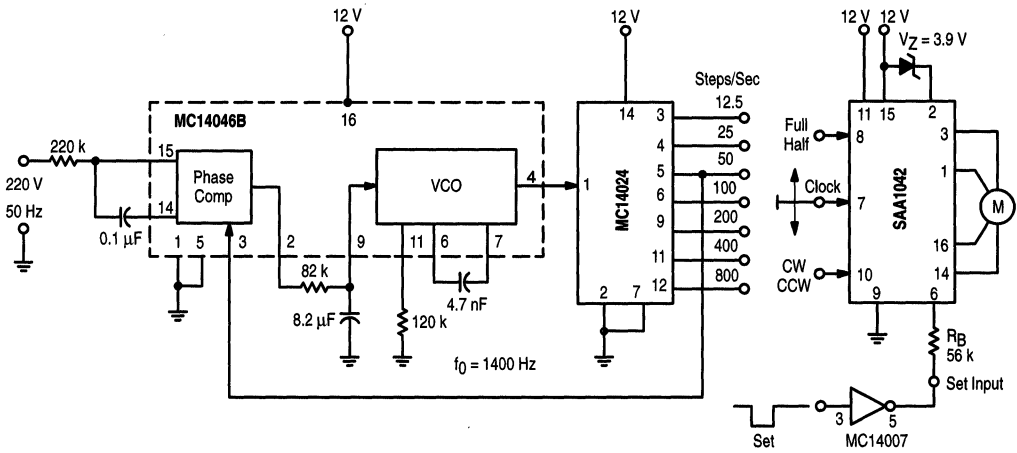 12 V
12 V
12 V
12 V
V_Z = 3.9 V
Steps/Sec
MC14046B
16
14
3
12.5
11
15
2
220 k
15
Phase
Comp
4
25
Full
Half
8
3
220 V
50 Hz
14
0.1 μF
VCO
4
1
MC14024
5
50
6
100
Clock
7
SAA1042
1
M
9
200
16
1
5
3
2
9
11
6
7
11
400
CW
CCW
10
14
12
800
82 k
8.2 μF
4.7 nF
120 k
2
7
9
6
R_B
56 k
f_0 = 1400 Hz
Set Input
3
5
Set
MC14007